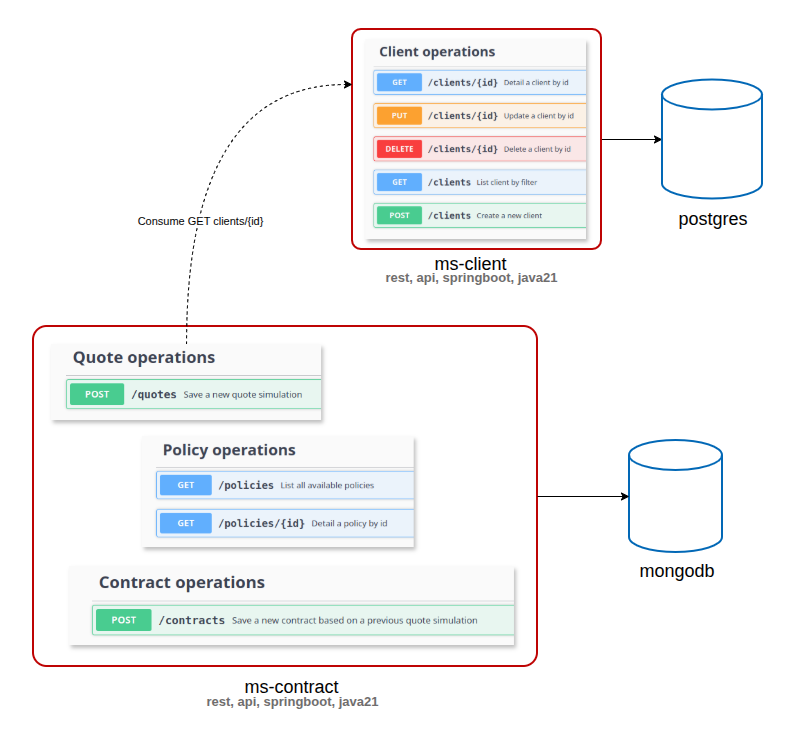 Client operations
GET /clients/{id} Detail a client by id
PUT /clients/{id} Update a client by id
DELETE /clients/{id} Delete a client by id
GET /clients List client by filter
POST /clients Create a new client
ms-client
rest, api, springboot, java21
postgres
Consume GET clients/{id}
Quote operations
POST /quotes Save a new quote simulation
Policy operations
GET /policies List all available policies
GET /policies/{id} Detail a policy by id
Contract operations
POST /contracts Save a new contract based on a previous quote simulation
ms-contract
rest, api, springboot, java21
mongodb